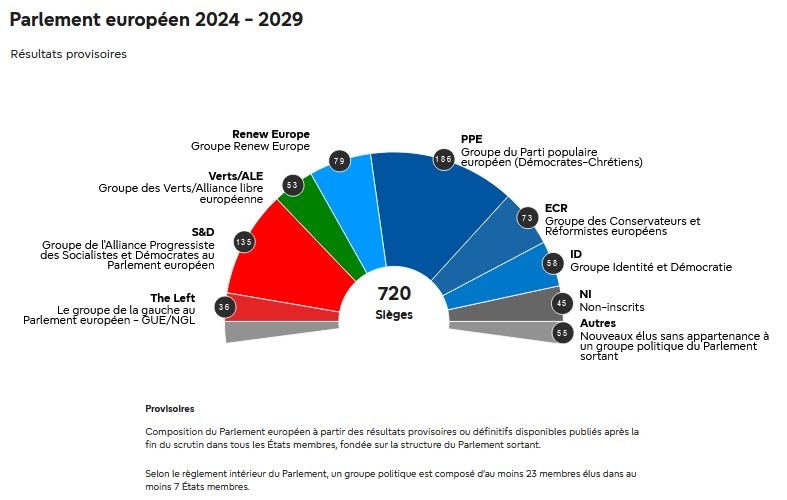 Parlement européen 2024 - 2029
Résultats provisoires
Renew Europe
Groupe Renew Europe
79
PPE
Groupe du Parti populaire
européen (Démocrates-Chrétiens)
186
Verts/ALE
Groupe des Verts/Alliance libre
européenne
53
ECR
Groupe des Conservateurs et
Réformistes européens
73
S&D
Groupe de l'Alliance Progressiste
des Socialistes et Démocrates au
Parlement européen
135
ID
Groupe Identité et Démocratie
58
The Left
Le groupe de la gauche au
Parlement européen - GUE/NGL
36
720
Sièges
NI
Non-inscrits
45
Autres
Nouveaux élus sans appartenance à
un groupe politique du Parlement
sortant
55
Provisoires
Composition du Parlement européen à partir des résultats provisoires ou définitifs disponibles publiés après la
fin du scrutin dans tous les États membres, fondée sur la structure du Parlement sortant.
Selon le règlement intérieur du Parlement, un groupe politique est composé d'au moins 23 membres élus dans au
moins 7 États membres.